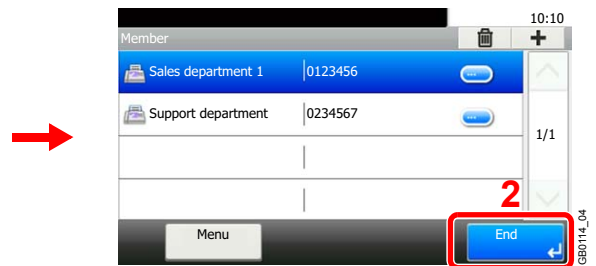 10:10
Member
Sales department 1 0123456
Support department 0234567
1/1
2
Menu End
GB0114_04